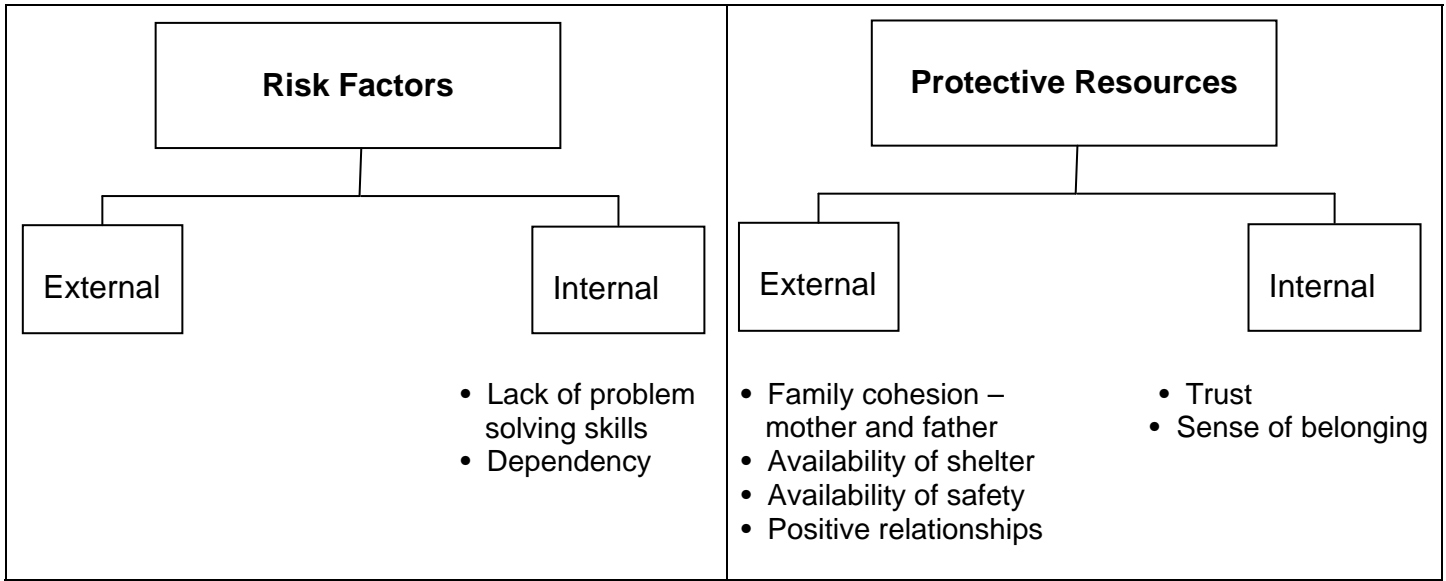 Risk Factors
External
Internal
• Lack of problem
solving skills
• Dependency
Protective Resources
External
Internal
• Family cohesion –
mother and father
• Availability of shelter
• Availability of safety
• Positive relationships
• Trust
• Sense of belonging